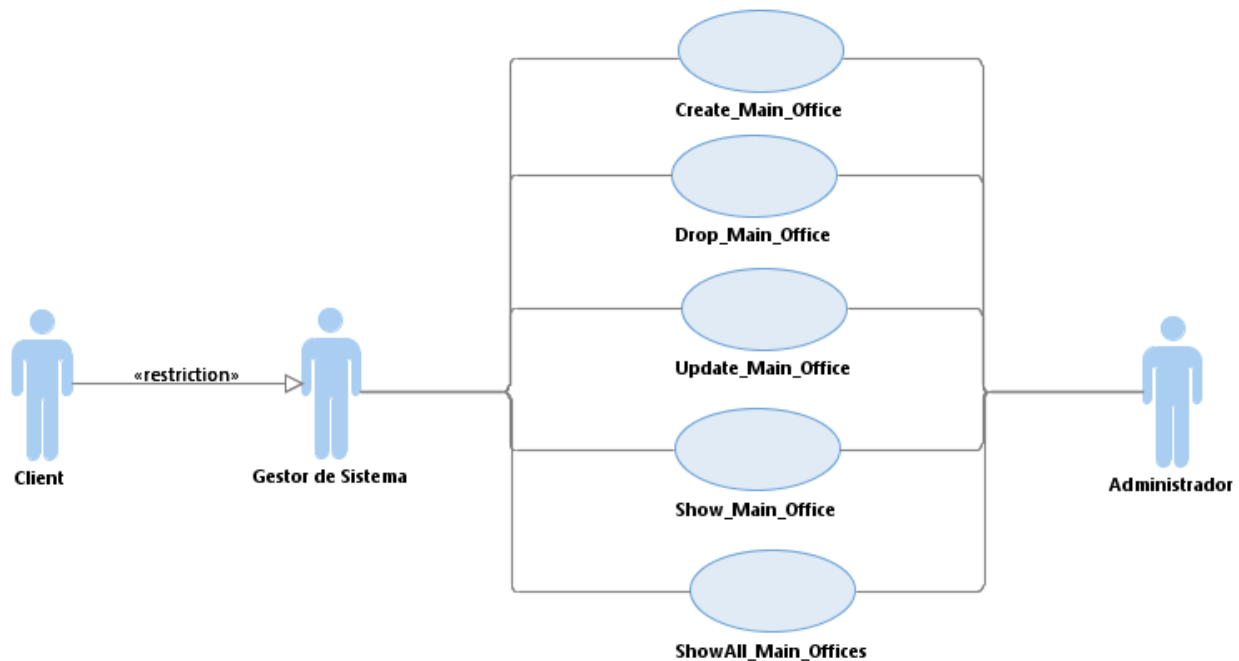 Create_Main_Office
Drop_Main_Office
«restriction»
Update_Main_Office
Client
Gestor de Sistema
Show_Main_Office
Administrador
ShowAll_Main_Offices